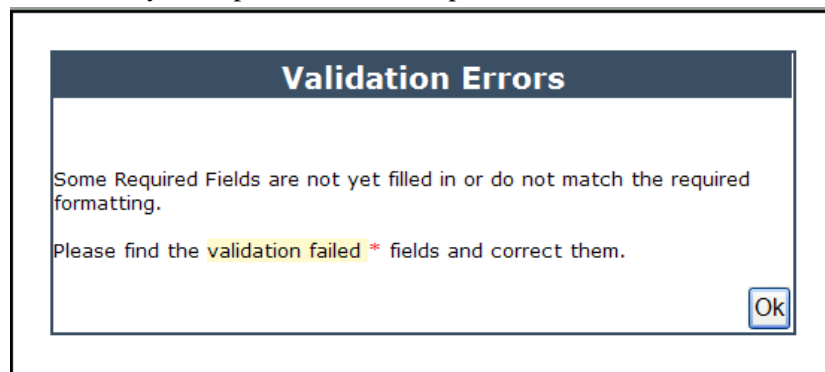 Validation Errors
Some Required Fields are not yet filled in or do not match the required
formatting.
Please find the validation failed * fields and correct them.
Ok